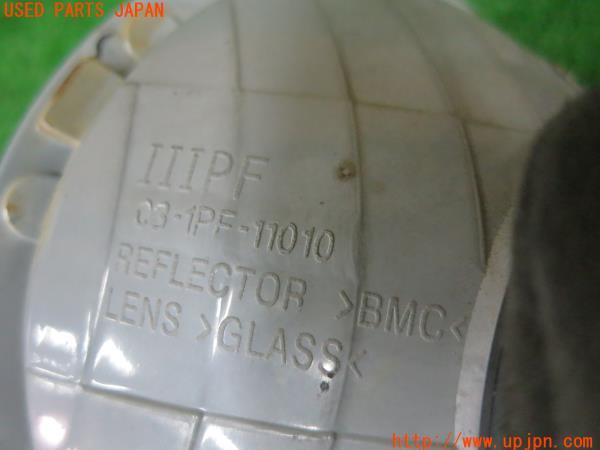 USED PARTS JAPAN
IIIPF
03-1PF-11010
REFLECTOR >BMC<
LENS >GLASS<
http://www.upjpn.com/